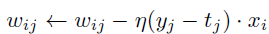 w_{ij} ← w_{ij} − η(y_j − t_j) · x_i